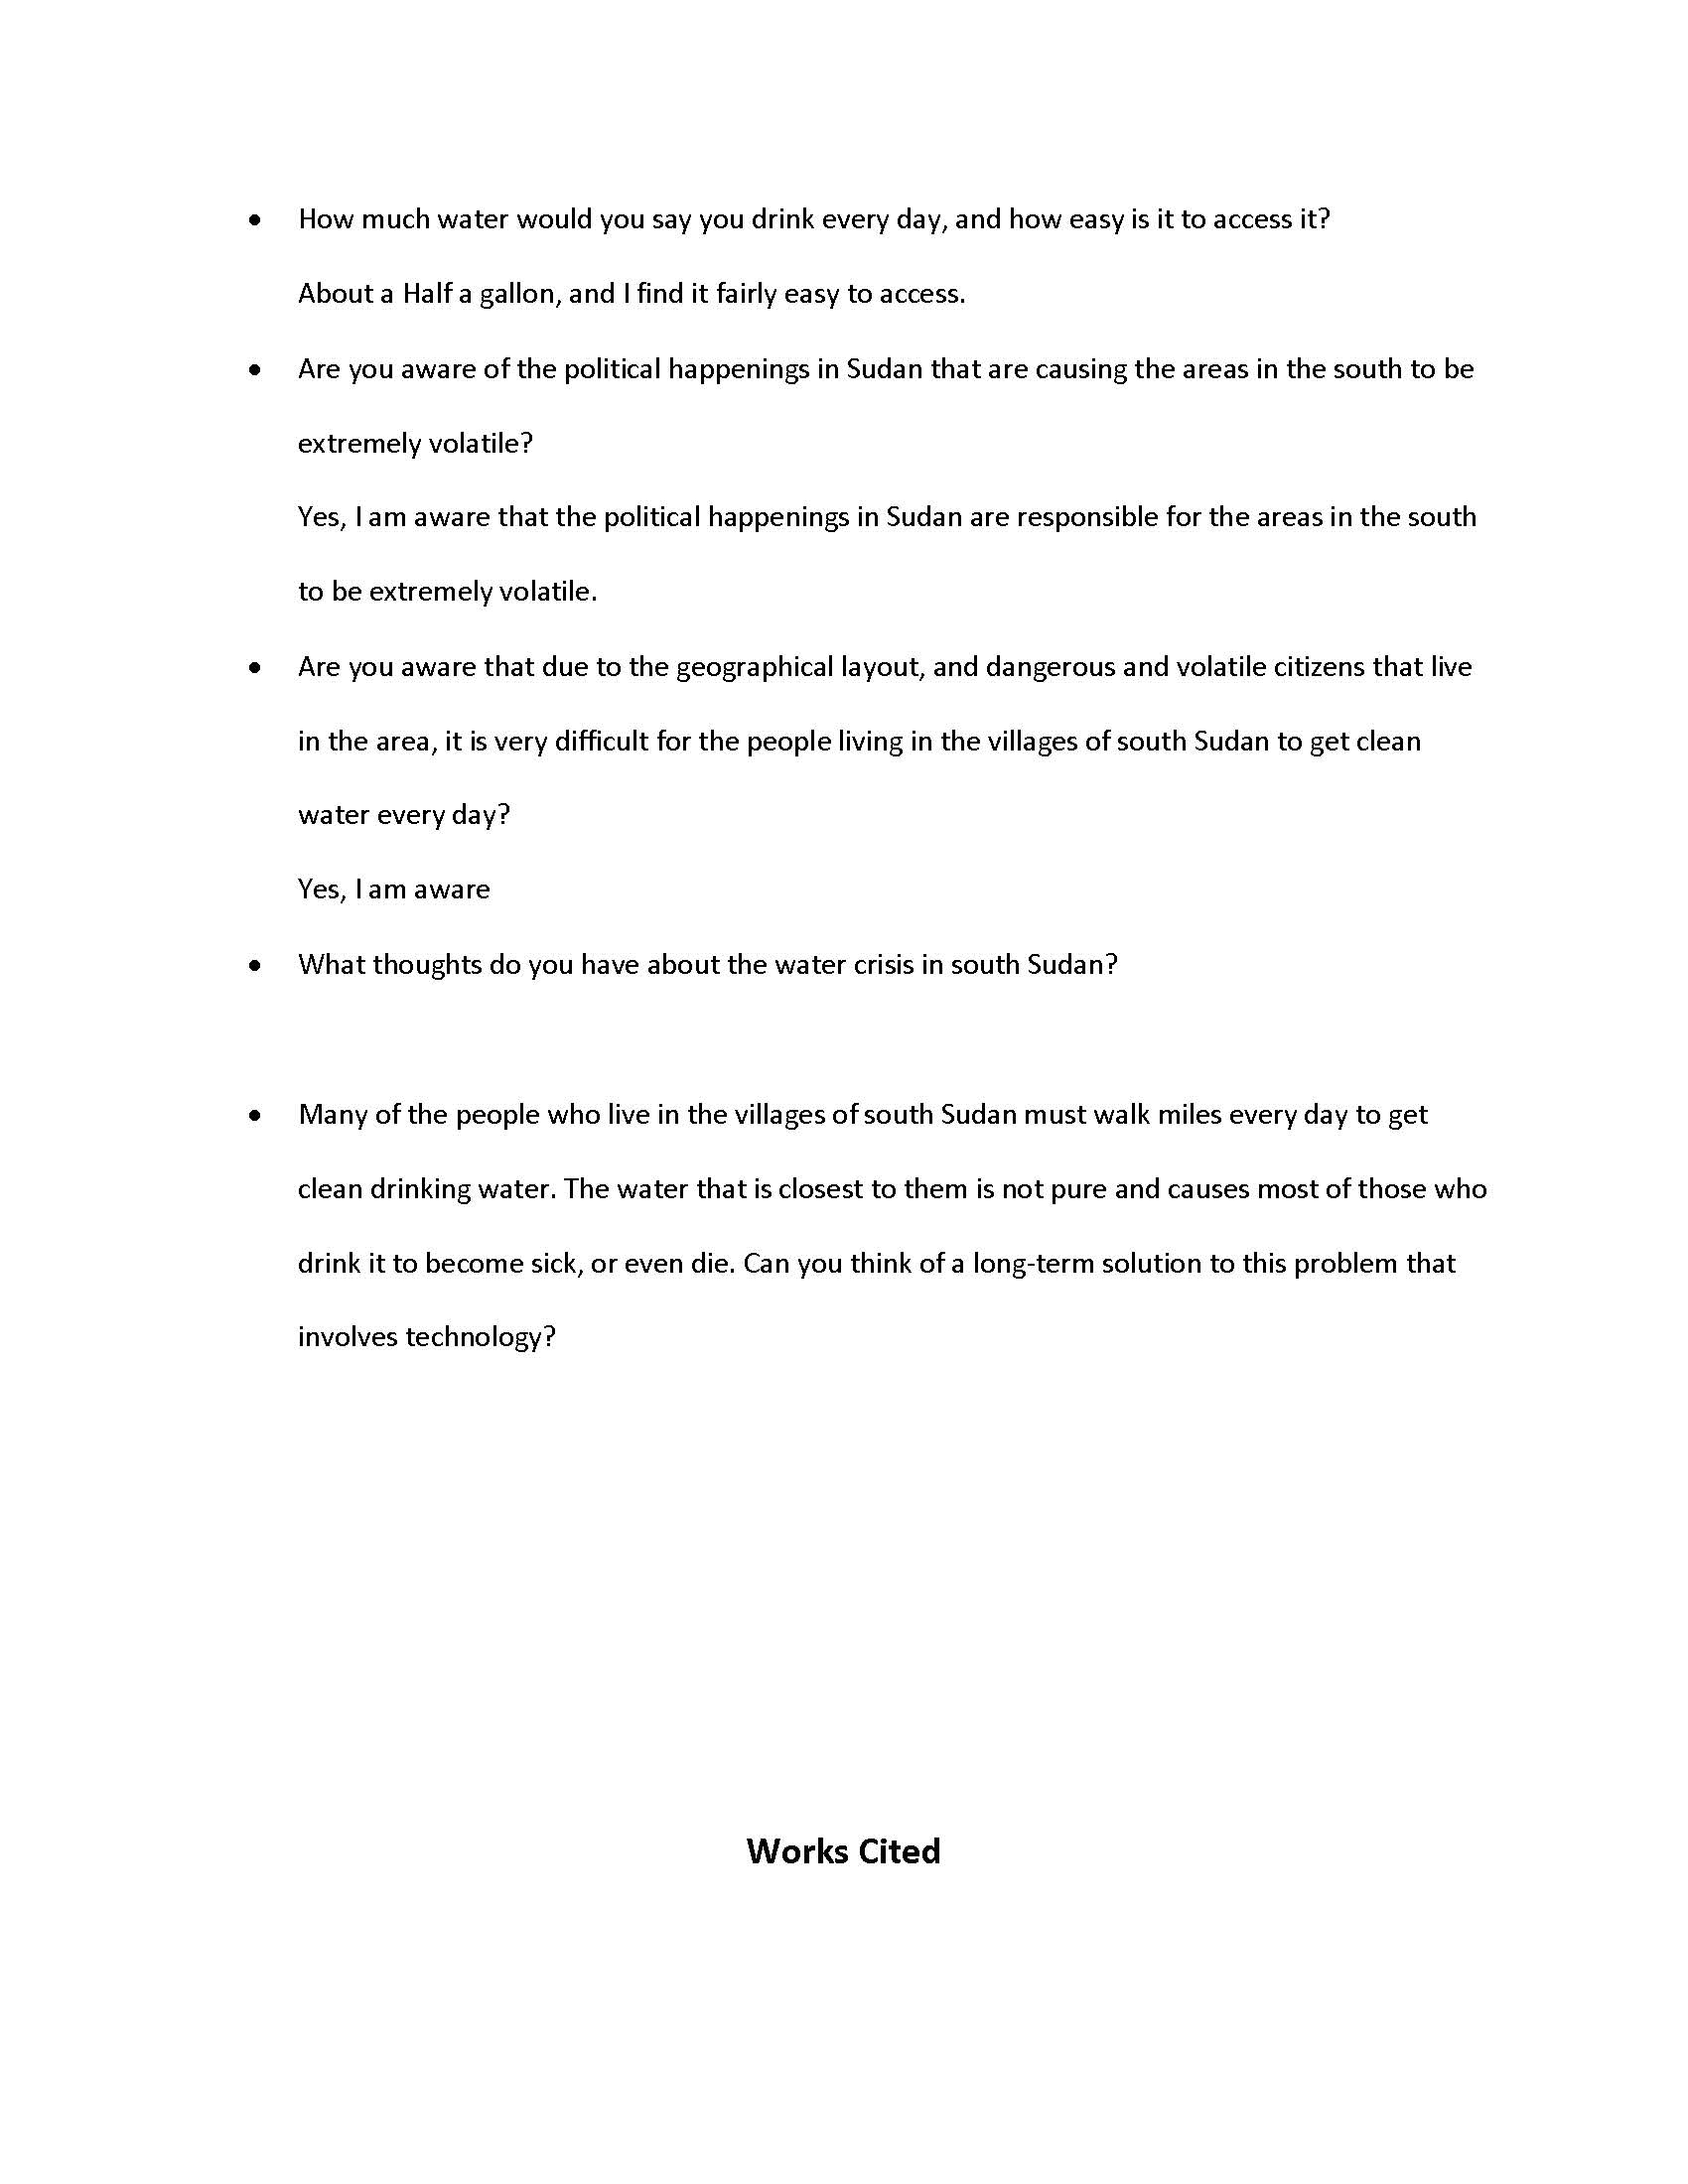 • How much water would you say you drink every day, and how easy is it to access it?
About a Half a gallon, and I find it fairly easy to access.
• Are you aware of the political happenings in Sudan that are causing the areas in the south to be
extremely volatile?
Yes, I am aware that the political happenings in Sudan are responsible for the areas in the south
to be extremely volatile.
• Are you aware that due to the geographical layout, and dangerous and volatile citizens that live
in the area, it is very difficult for the people living in the villages of south Sudan to get clean
water every day?
Yes, I am aware
• What thoughts do you have about the water crisis in south Sudan?
• Many of the people who live in the villages of south Sudan must walk miles every day to get
clean drinking water. The water that is closest to them is not pure and causes most of those who
drink it to become sick, or even die. Can you think of a long-term solution to this problem that
involves technology?
Works Cited